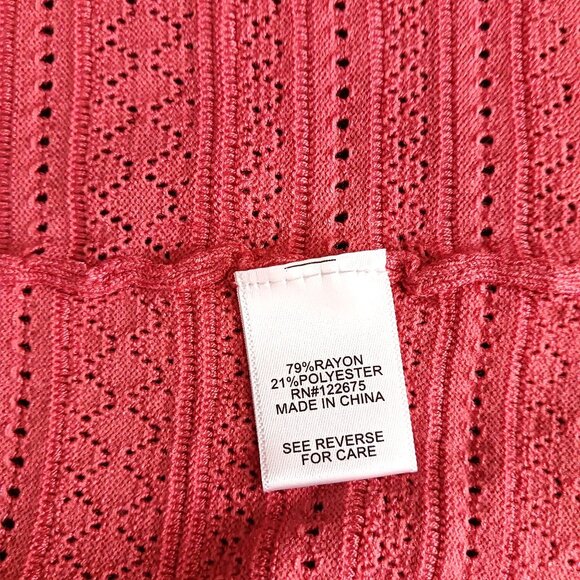 79%RAYON
21%POLYESTER
RN#122675
MADE IN CHINA
SEE REVERSE
FOR CARE